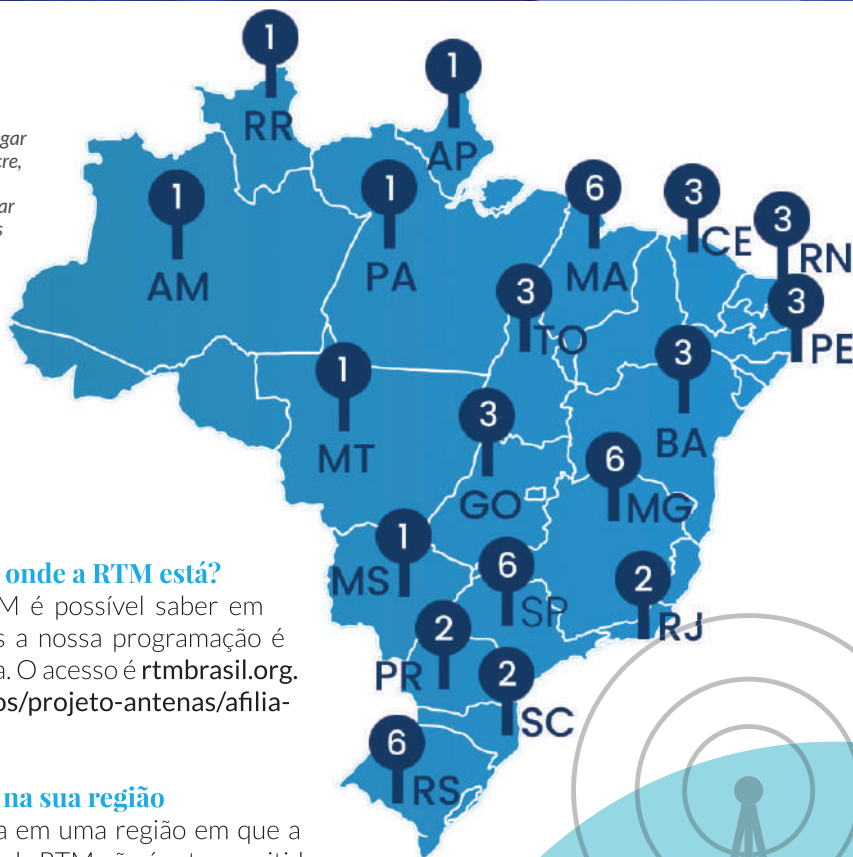 gar
cre,
ar
s
1
RR
1
AP
1
AM
1
PA
6
MA
3
CE
3
RN
3
TO
3
PE
1
MT
3
BA
3
GO
6
MG
1
MS
6
SP
2
RJ
2
PR
2
SC
6
RS
onde a RTM está?
M é possível saber em
s a nossa programação é
a. O acesso é rtmbrasil.org.
os/projeto-antenas/afilia-
na sua região
a em uma região em que a